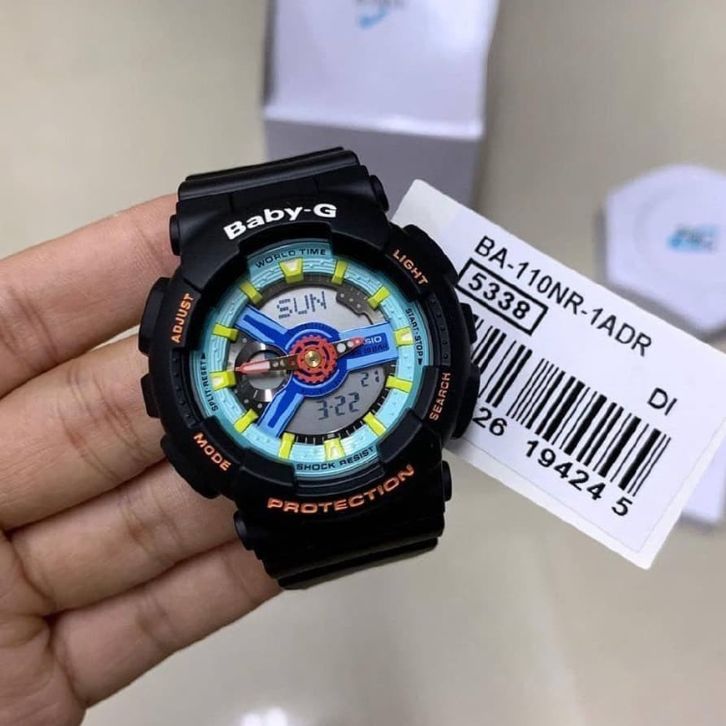 Baby-G
WORLD TIME
LIGHT
ADJUST
START·STOP
SPLIT·RESET
SUN
21
3:22
SEARCH
MODE
SHOCK RESIST
PROTECTION
BA-110NR-1ADR
5338
DI
26 19424 5